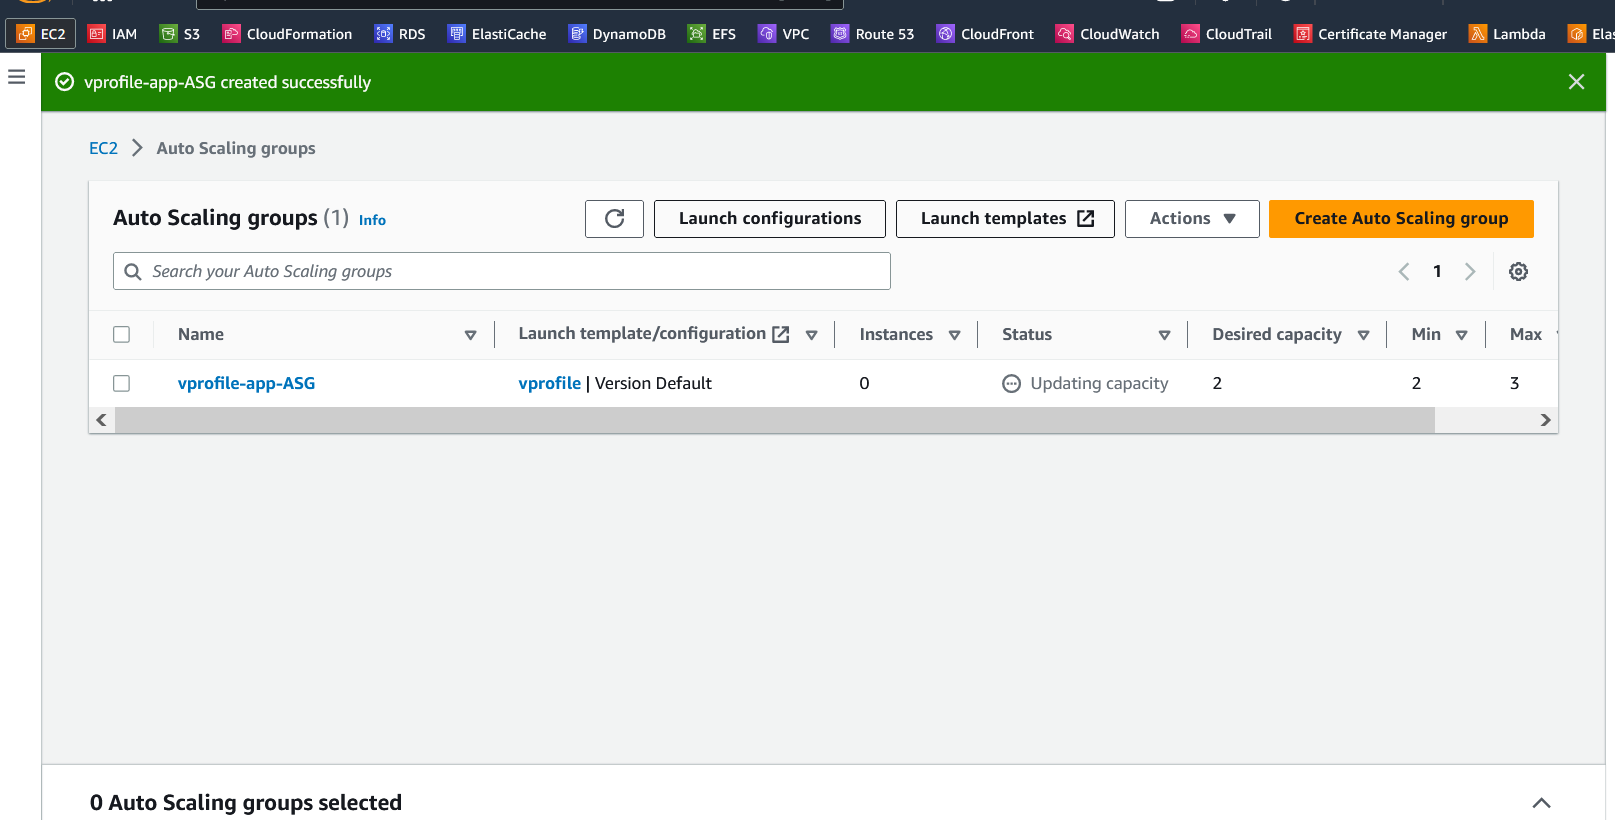 EC2 IAM S3 CloudFormation RDS ElastiCache DynamoDB EFS VPC Route 53 CloudFront CloudWatch CloudTrail Certificate Manager Lambda Elas
vprofile-app-ASG created successfully
EC2 Auto Scaling groups
Auto Scaling groups (1) Info Launch configurations Launch templates Actions Create Auto Scaling group
Search your Auto Scaling groups 1
Name Launch template/configuration Instances Status Desired capacity Min Max
vprofile-app-ASG vprofile | Version Default 0 Updating capacity 2 2 3
0 Auto Scaling groups selected